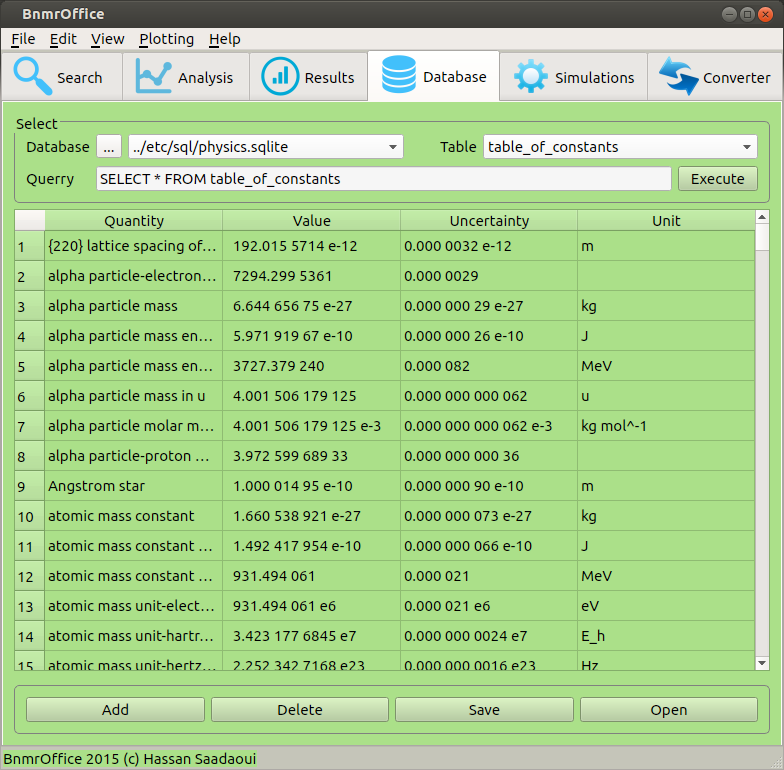 BnmrOffice
File Edit View Plotting Help
Search Analysis Results Database Simulations Converter
Select
Database ... ../etc/sql/physics.sqlite Table table_of_constants
Querry SELECT * FROM table_of_constants Execute
Quantity Value Uncertainty Unit
1 {220} lattice spacing of... 192.015 5714 e-12 0.000 0032 e-12 m
2 alpha particle-electron... 7294.299 5361 0.000 0029
3 alpha particle mass 6.644 656 75 e-27 0.000 000 29 e-27 kg
4 alpha particle mass en... 5.971 919 67 e-10 0.000 000 26 e-10 J
5 alpha particle mass en... 3727.379 240 0.000 082 MeV
6 alpha particle mass in u 4.001 506 179 125 0.000 000 000 062 u
7 alpha particle molar m... 4.001 506 179 125 e-3 0.000 000 000 062 e-3 kg mol^-1
8 alpha particle-proton ... 3.972 599 689 33 0.000 000 000 36
9 Angstrom star 1.000 014 95 e-10 0.000 000 90 e-10 m
10 atomic mass constant 1.660 538 921 e-27 0.000 000 073 e-27 kg
11 atomic mass constant ... 1.492 417 954 e-10 0.000 000 066 e-10 J
12 atomic mass constant ... 931.494 061 0.000 021 MeV
13 atomic mass unit-elect... 931.494 061 e6 0.000 021 e6 eV
14 atomic mass unit-hartr... 3.423 177 6845 e7 0.000 000 0024 e7 E_h
15 atomic mass unit-hertz... 2.252 342 7168 e23 0.000 000 0016 e23 Hz
Add Delete Save Open
BnmrOffice 2015 (c) Hassan Saadaoui